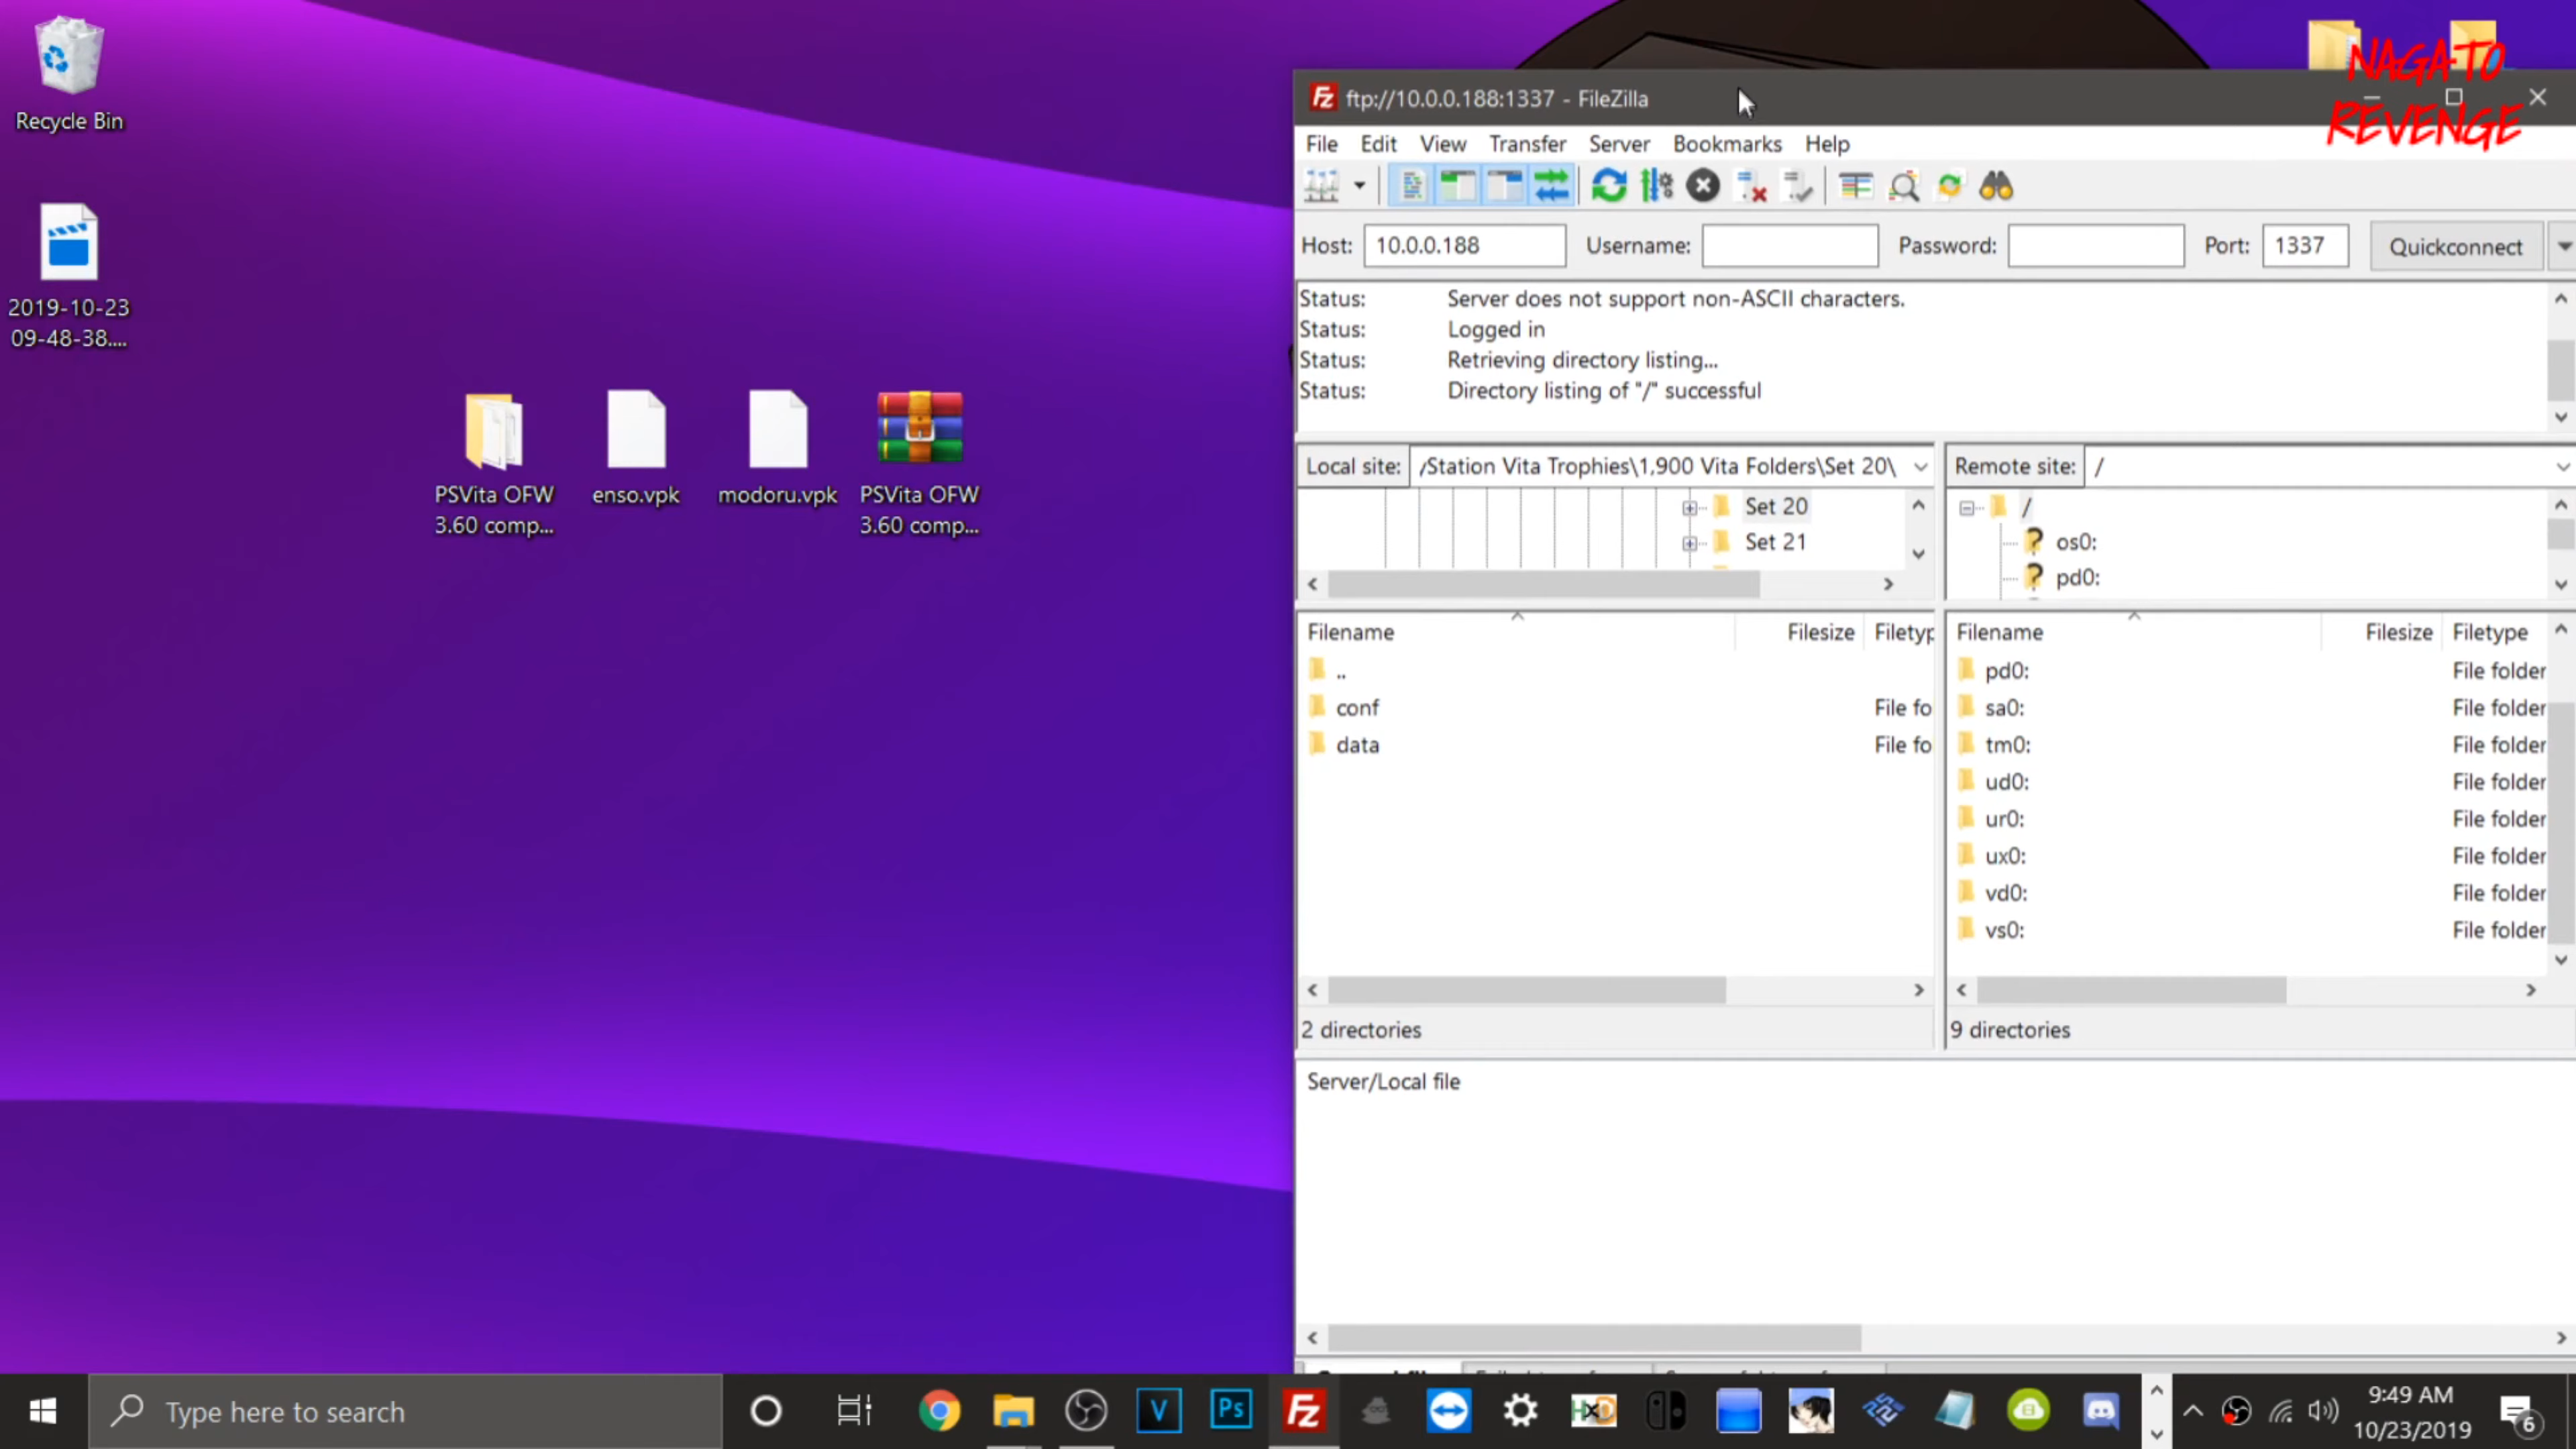 Recycle Bin
2019-10-23
09-48-38....
PSVita OFW
3.60 comp...
enso.vpk
modoru.vpk
PSVita OFW
3.60 comp...
NAGATO
REVENGE
ftp://10.0.0.188:1337 - FileZilla
File Edit View Transfer Server Bookmarks Help
Host: 10.0.0.188 Username: Password: Port: 1337 Quickconnect
Status: Server does not support non-ASCII characters.
Status: Logged in
Status: Retrieving directory listing...
Status: Directory listing of "/" successful
Local site: /Station Vita Trophies\1,900 Vita Folders\Set 20\
Set 20
Set 21
Remote site: /
/
os0:
pd0:
Filename Filesize Filetyp
..
conf File fo
data File fo
2 directories
Filename Filesize Filetype
pd0: File folder
sa0: File folder
tm0: File folder
ud0: File folder
ur0: File folder
ux0: File folder
vd0: File folder
vs0: File folder
9 directories
Server/Local file
Type here to search
V
Ps
Fz
HxD
9:49 AM
10/23/2019
6